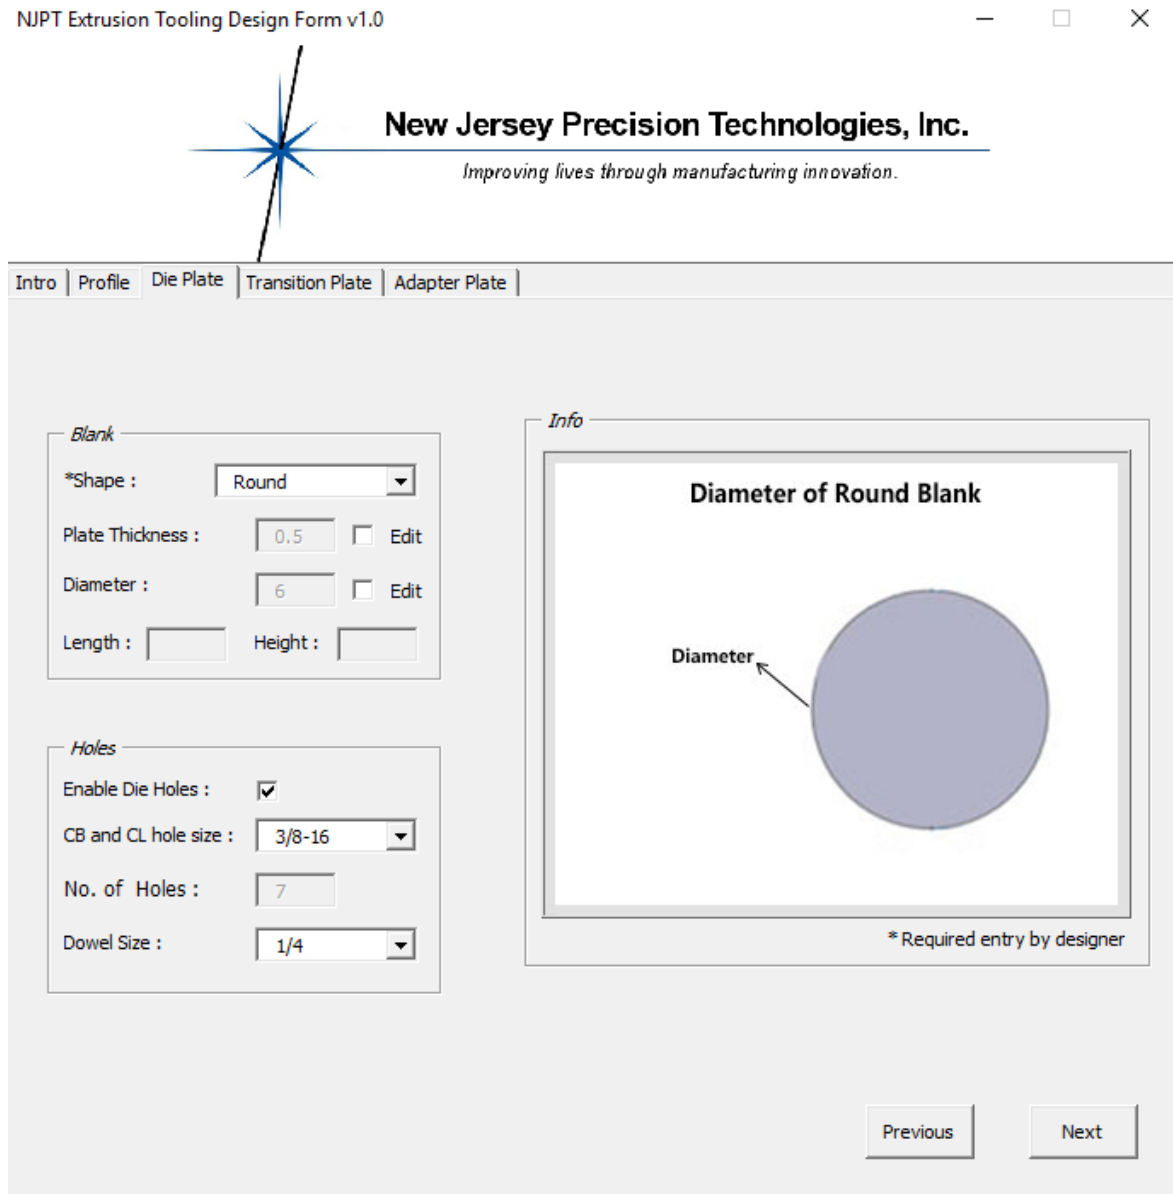 NJPT Extrusion Tooling Design Form v1.0
New Jersey Precision Technologies, Inc.
Improving lives through manufacturing innovation.
Intro Profile Die Plate Transition Plate Adapter Plate
Blank
*Shape : Round
Plate Thickness : 0.5 Edit
Diameter : 6 Edit
Length : Height :
Holes
Enable Die Holes :
CB and CL hole size : 3/8-16
No. of Holes : 7
Dowel Size : 1/4
Info
Diameter of Round Blank
Diameter
* Required entry by designer
Previous Next